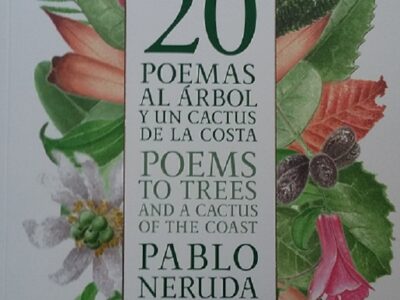 20
POEMAS
AL ÁRBOL
Y UN CACTUS
DE LA COSTA
POEMS
TO TREES
AND A CACTUS
OF THE COAST
PABLO
NERUDA